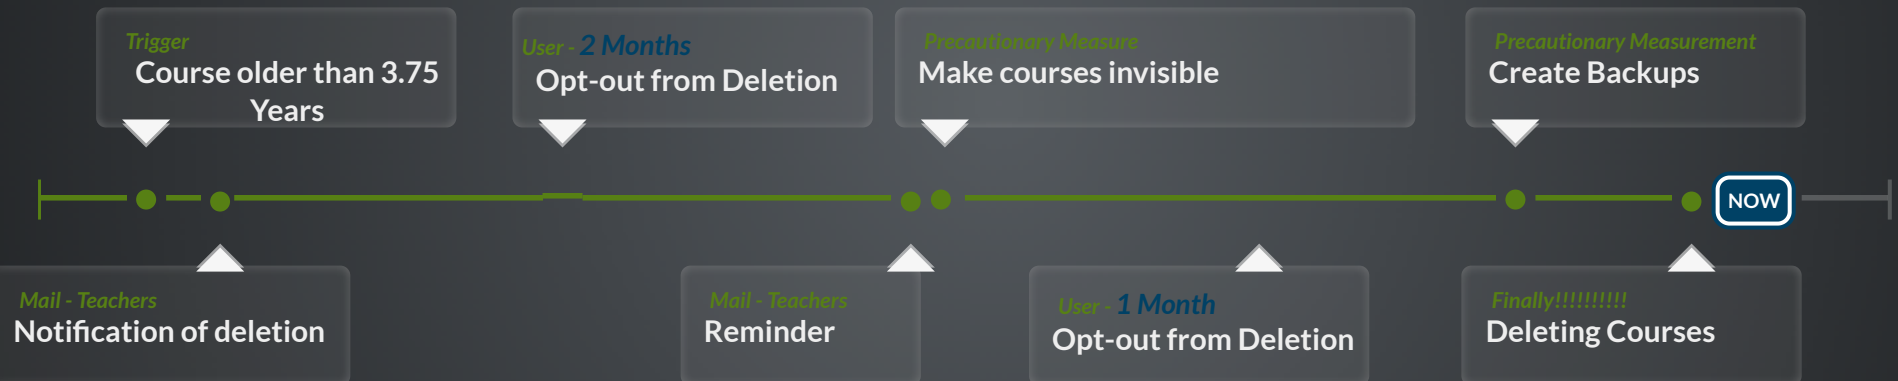 Trigger
Course older than 3.75
Years
User - 2 Months
Opt-out from Deletion
Precautionary Measure
Make courses invisible
Precautionary Measurement
Create Backups
NOW
Mail - Teachers
Notification of deletion
Mail - Teachers
Reminder
User - 1 Month
Opt-out from Deletion
Finally!!!!!!!!!!
Deleting Courses